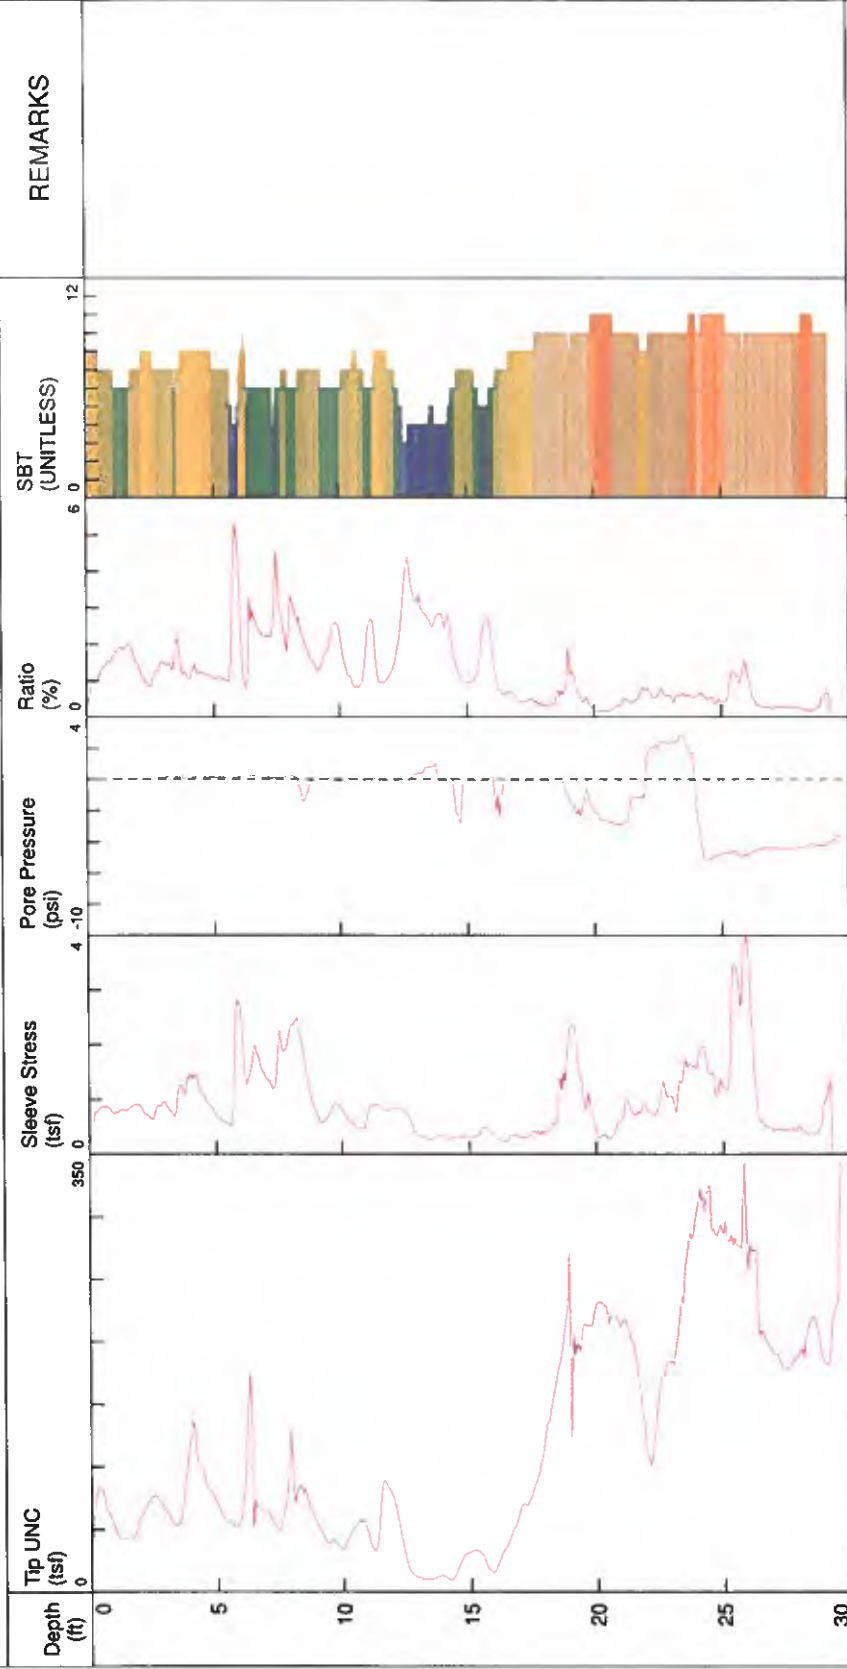 Depth
(ft)
Tip UNC
(tsf)
0 350
Sleeve Stress
(tsf)
0 4
Pore Pressure
(psi)
-10 4
Ratio
(%)
0 6
SBT
(UNITLESS)
0 12
REMARKS
0
5
10
15
20
25
30